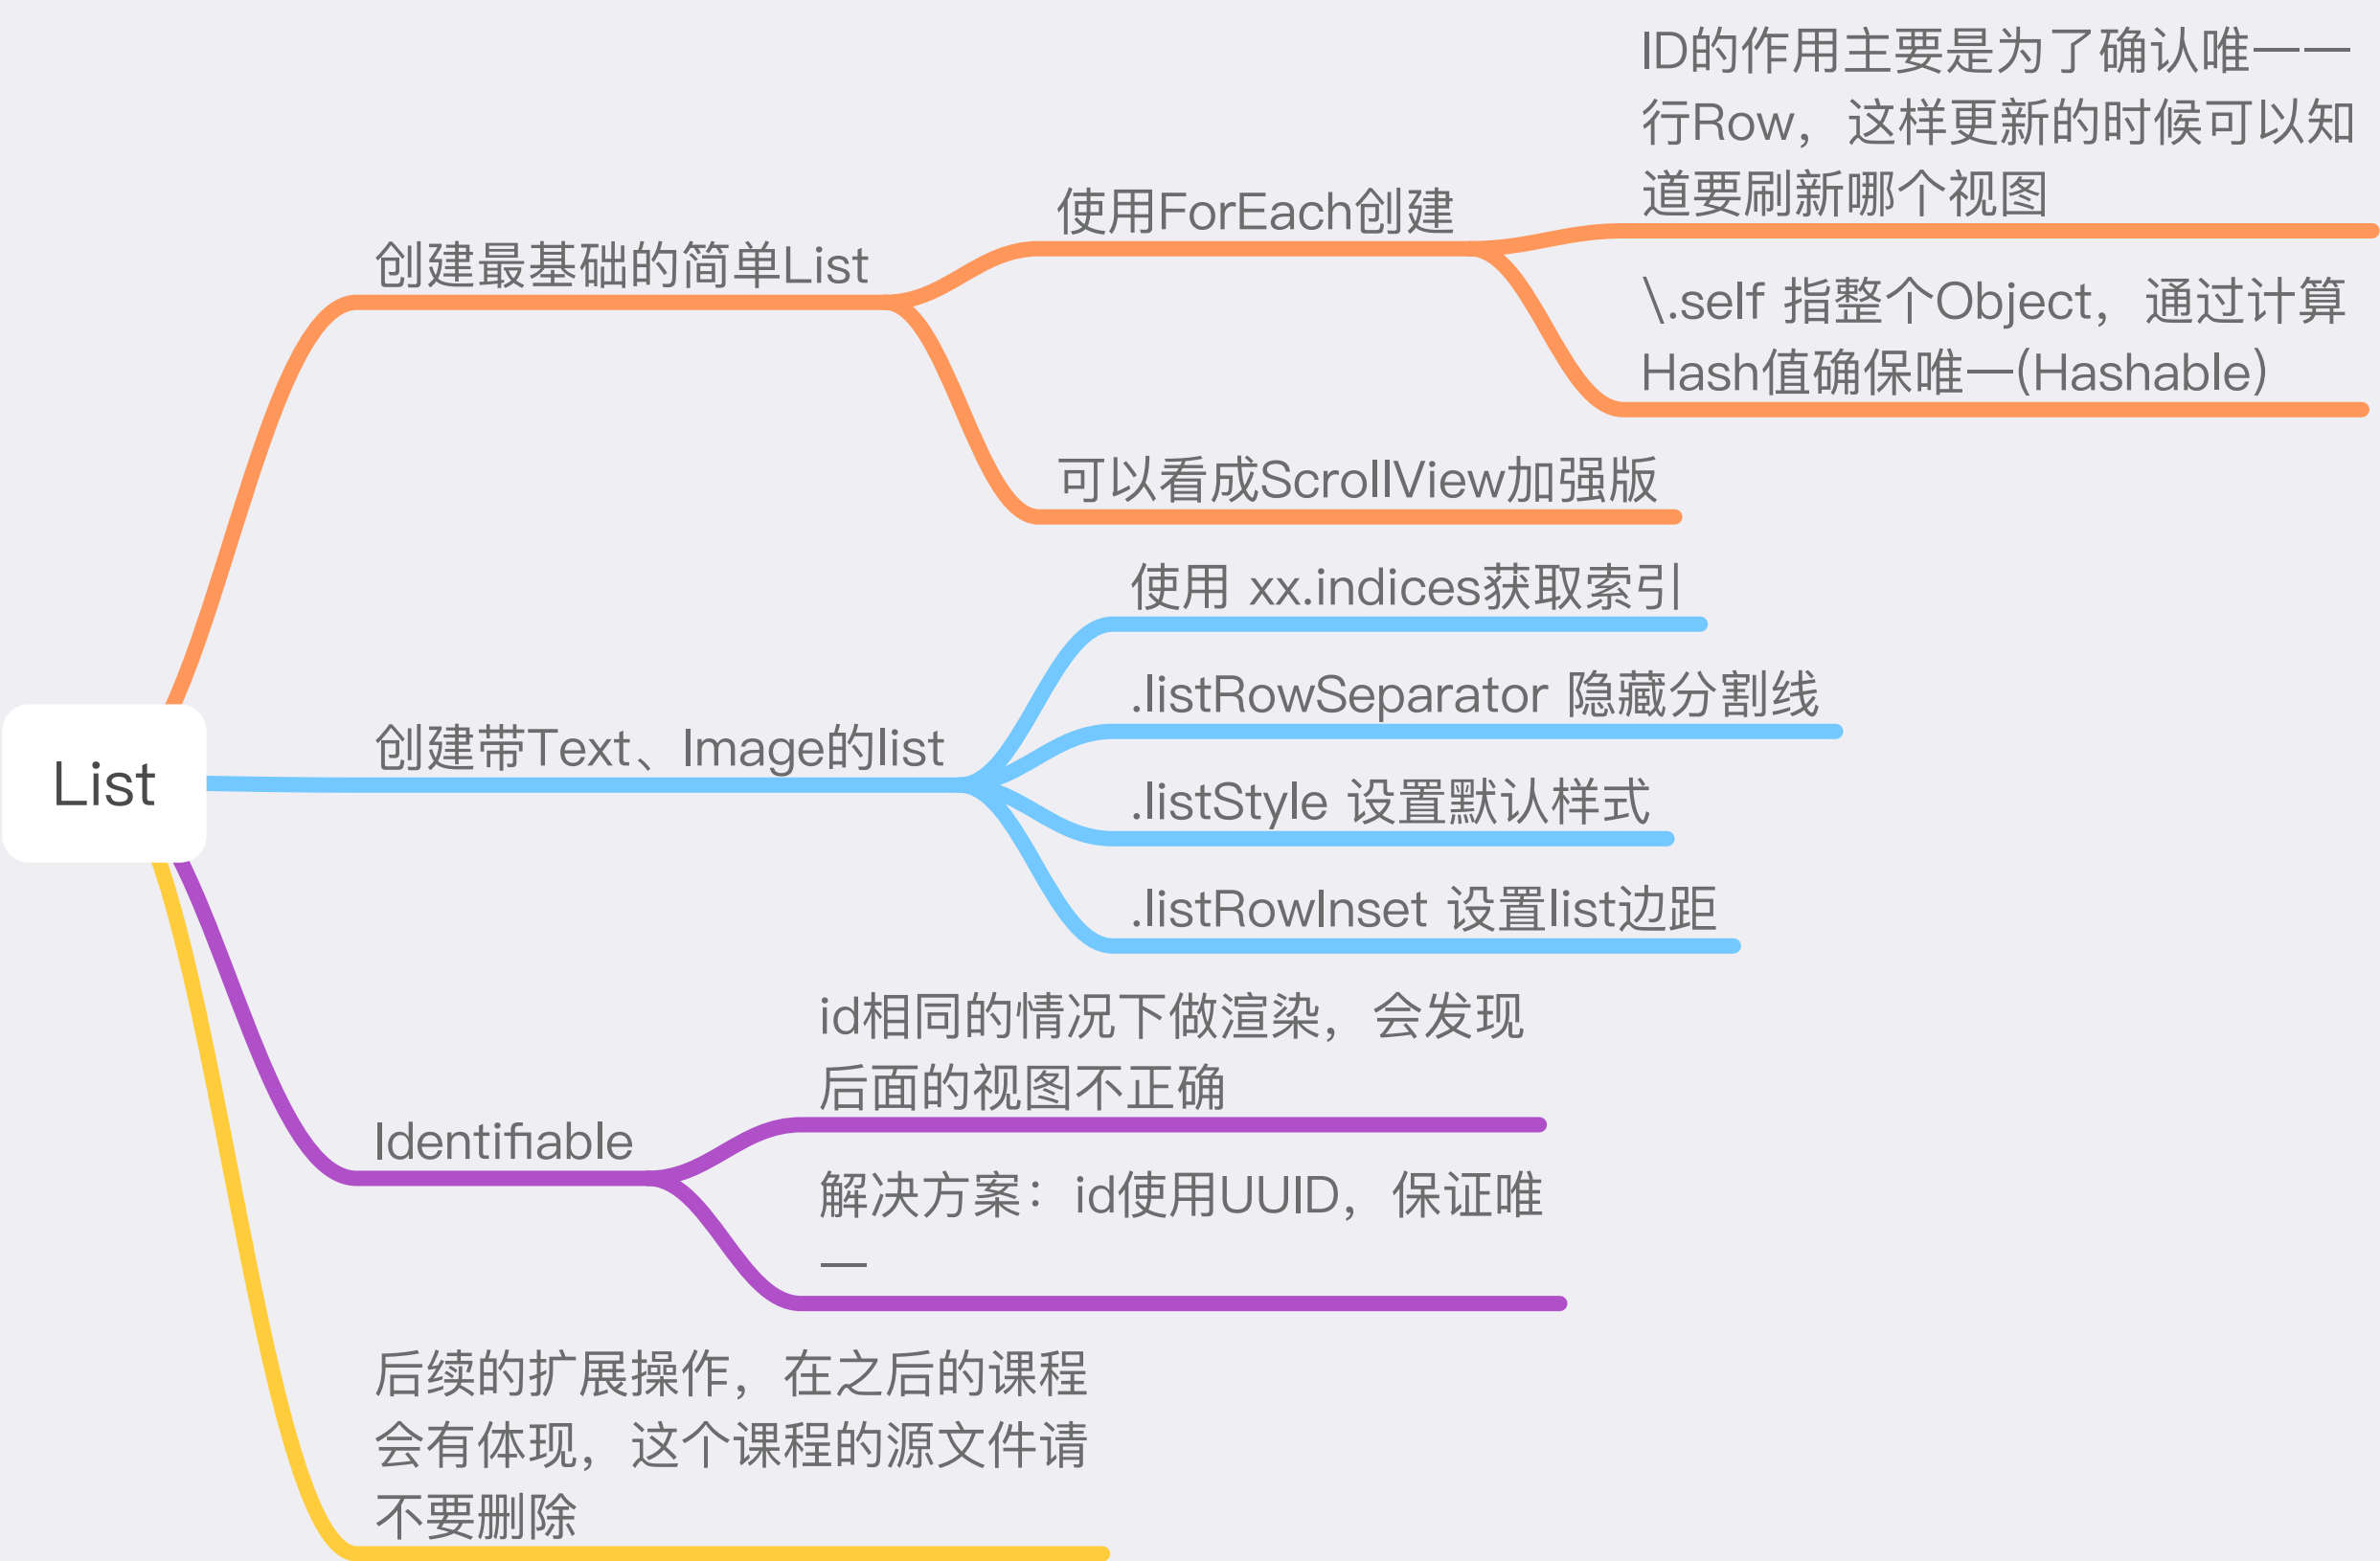 List
创建最基础的简单List
使用ForEach创建
ID的作用主要是为了确认唯一一
行Row，这样更新的时候可以知
道要刷新哪个视图
\.self 指整个Object，通过计算
Hash值确保唯一(Hashable)
可以看成ScrollView加强版
创建带Text、Image的list
使用 xx.indices获取索引
.listRowSeparator 隐藏分割线
.listStyle 设置默认样式
.listRowInset 设置list边距
Identifiable
id相同的情况下做渲染，会发现
后面的视图不正确
解决方案：id使用UUID，保证唯
一
后续的扩展操作，在之后的课程
会有体现，这个课程的源文件请
不要删除